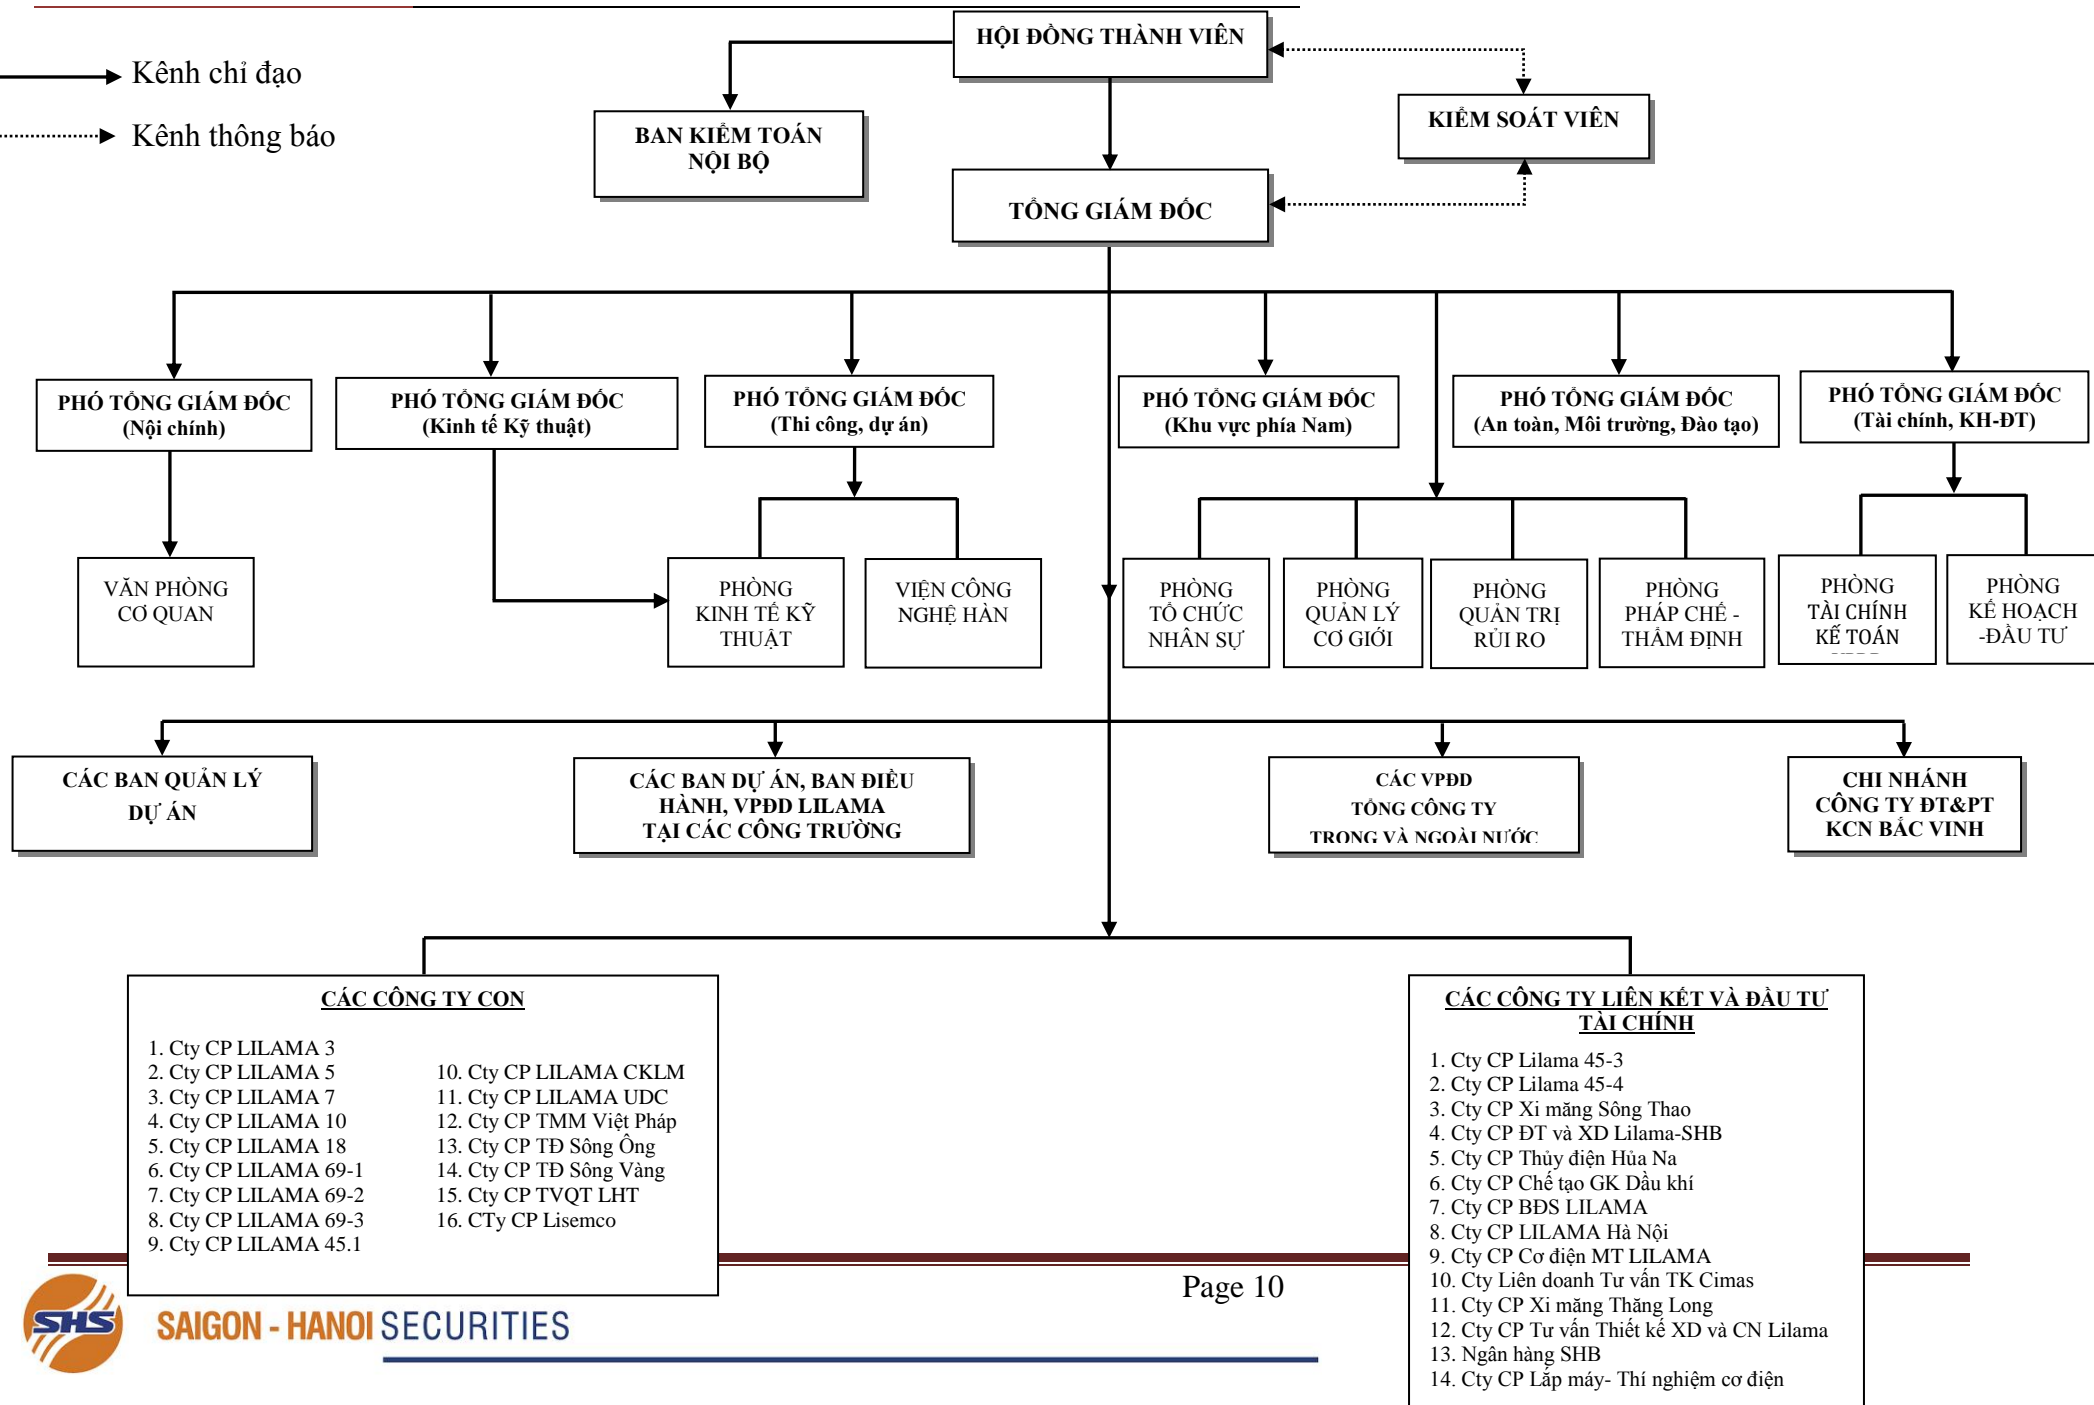 HỘI ĐỒNG THÀNH VIÊN
Kênh chỉ đạo
Kênh thông báo
BAN KIỂM TOÁN
NỘI BỘ
KIỂM SOÁT VIÊN
TỔNG GIÁM ĐỐC
PHÓ TỔNG GIÁM ĐỐC
(Nội chính)
PHÓ TỔNG GIÁM ĐỐC
(Kinh tế Kỹ thuật)
PHÓ TỔNG GIÁM ĐỐC
(Thi công, dự án)
PHÓ TỔNG GIÁM ĐỐC
(Khu vực phía Nam)
PHÓ TỔNG GIÁM ĐỐC
(An toàn, Môi trường, Đào tạo)
PHÓ TỔNG GIÁM ĐỐC
(Tài chính, KH-ĐT)
VĂN PHÒNG
CƠ QUAN
PHÒNG
KINH TẾ KỸ
THUẬT
VIỆN CÔNG
NGHỆ HÀN
PHÒNG
TỔ CHỨC
NHÂN SỰ
PHÒNG
QUẢN LÝ
CƠ GIỚI
PHÒNG
QUẢN TRỊ
RỦI RO
PHÒNG
PHÁP CHẾ -
THẨM ĐỊNH
PHÒNG
TÀI CHÍNH
KẾ TOÁN
PHÒNG
KẾ HOẠCH
-ĐẦU TƯ
CÁC BAN QUẢN LÝ
DỰ ÁN
CÁC BAN DỰ ÁN, BAN ĐIỀU
HÀNH, VPĐD LILAMA
TẠI CÁC CÔNG TRƯỜNG
CÁC VPĐD
TỔNG CÔNG TY
TRONG VÀ NGOÀI NƯỚC
CHI NHÁNH
CÔNG TY ĐT&PT
KCN BẮC VINH
CÁC CÔNG TY CON
1. Cty CP LILAMA 3
2. Cty CP LILAMA 5
3. Cty CP LILAMA 7
4. Cty CP LILAMA 10
5. Cty CP LILAMA 18
6. Cty CP LILAMA 69-1
7. Cty CP LILAMA 69-2
8. Cty CP LILAMA 69-3
9. Cty CP LILAMA 45.1
10. Cty CP LILAMA CKLM
11. Cty CP LILAMA UDC
12. Cty CP TMM Việt Pháp
13. Cty CP TĐ Sông Ông
14. Cty CP TĐ Sông Vàng
15. Cty CP TVQT LHT
16. CTy CP Lisemco
CÁC CÔNG TY LIÊN KẾT VÀ ĐẦU TƯ
TÀI CHÍNH
1. Cty CP Lilama 45-3
2. Cty CP Lilama 45-4
3. Cty CP Xi măng Sông Thao
4. Cty CP ĐT và XD Lilama-SHB
5. Cty CP Thủy điện Hủa Na
6. Cty CP Chế tạo GK Dầu khí
7. Cty CP BĐS LILAMA
8. Cty CP LILAMA Hà Nội
9. Cty CP Cơ điện MT LILAMA
10. Cty Liên doanh Tư vấn TK Cimas
11. Cty CP Xi măng Thăng Long
12. Cty CP Tư vấn Thiết kế XD và CN Lilama
13. Ngân hàng SHB
14. Cty CP Lắp máy- Thí nghiệm cơ điện
Page 10
SHS
SAIGON - HANOI SECURITIES